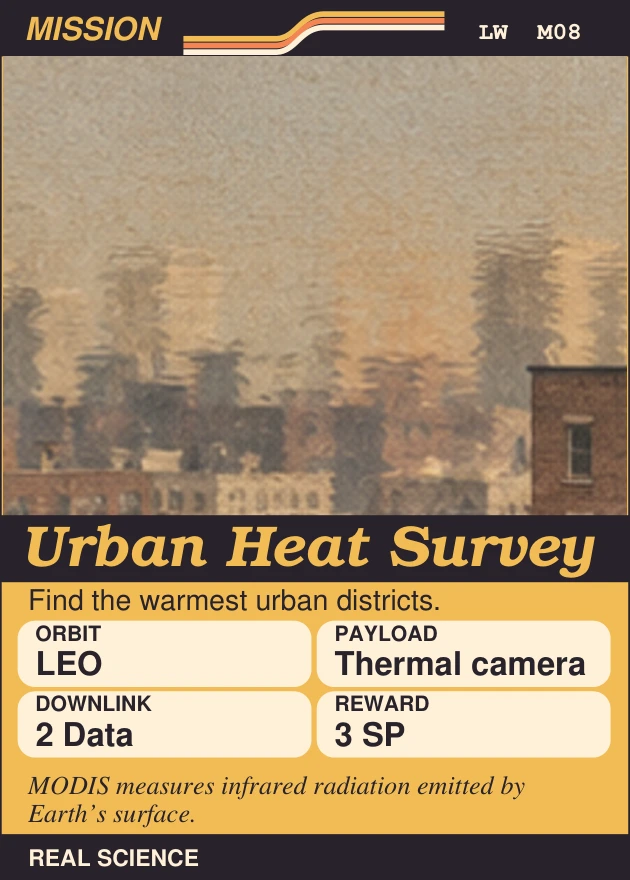 MISSION
LW M08
Urban Heat Survey
Find the warmest urban districts.
ORBIT
LEO
PAYLOAD
Thermal camera
DOWNLINK
2 Data
REWARD
3 SP
MODIS measures infrared radiation emitted by
Earth’s surface.
REAL SCIENCE